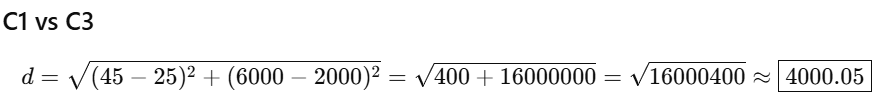 C1 vs C3
d = √(45 − 25)² + (6000 − 2000)² = √400 + 16000000 = √16000400 ≈ 4000.05